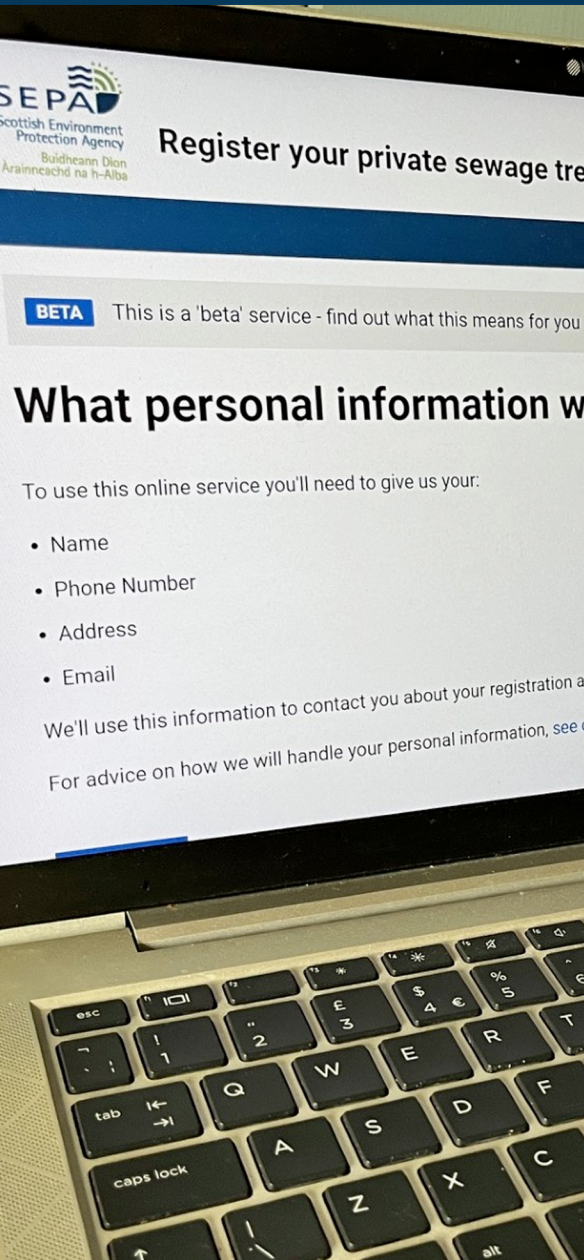 SEPA
Scottish Environment
Protection Agency
Buidheann Dìon
Àrainneachd na h-Alba
Register your private sewage tre
BETA This is a 'beta' service - find out what this means for you
What personal information w
To use this online service you'll need to give us your:
• Name
• Phone Number
• Address
• Email
We'll use this information to contact you about your registration a
For advice on how we will handle your personal information, see
esc
! " £ $ € %
1 2 3 4 5 6
tab Q W E R T
caps lock A S D F
Z X C
alt